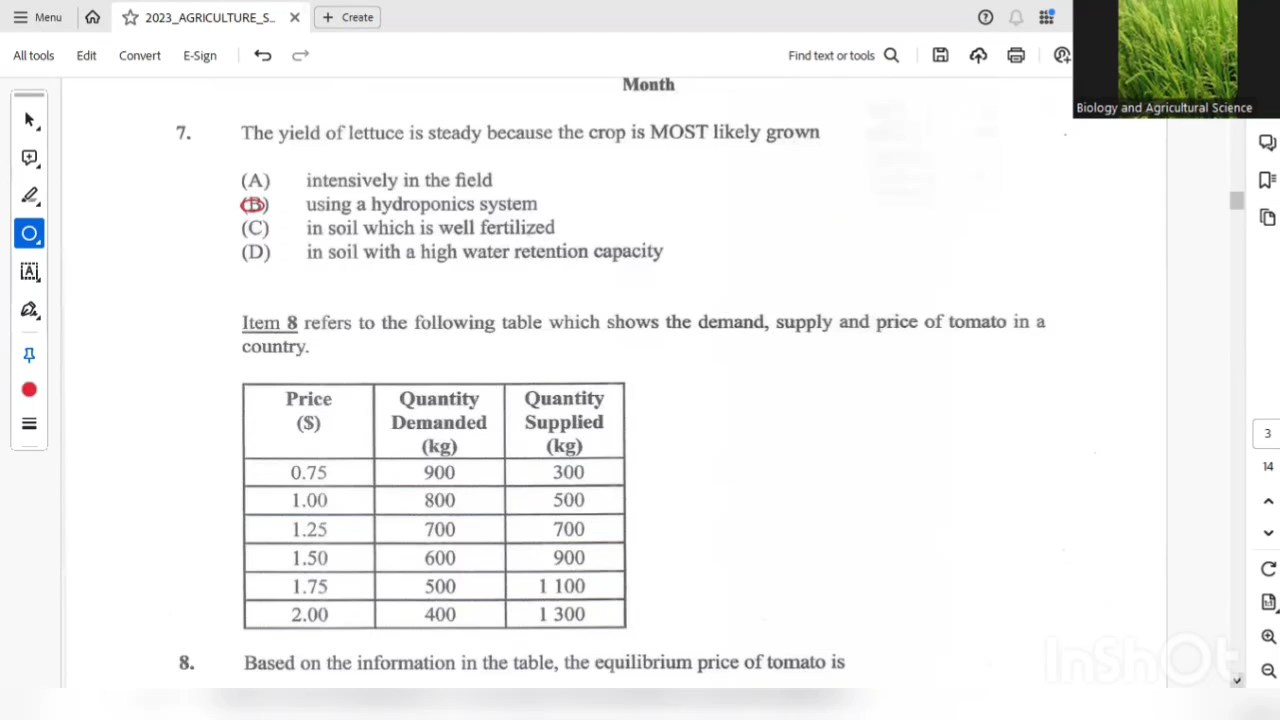 Menu
2023_AGRICULTURE_S...
Create
All tools
Edit
Convert
E-Sign
Find text or tools
Biology and Agricultural Science
Month
7. The yield of lettuce is steady because the crop is MOST likely grown
(A) intensively in the field
(B) using a hydroponics system
(C) in soil which is well fertilized
(D) in soil with a high water retention capacity
Item 8 refers to the following table which shows the demand, supply and price of tomato in a
country.
Price ($) Quantity Demanded (kg) Quantity Supplied (kg)
0.75 900 300
1.00 800 500
1.25 700 700
1.50 600 900
1.75 500 1 100
2.00 400 1 300
8. Based on the information in the table, the equilibrium price of tomato is
3
14
InShOt